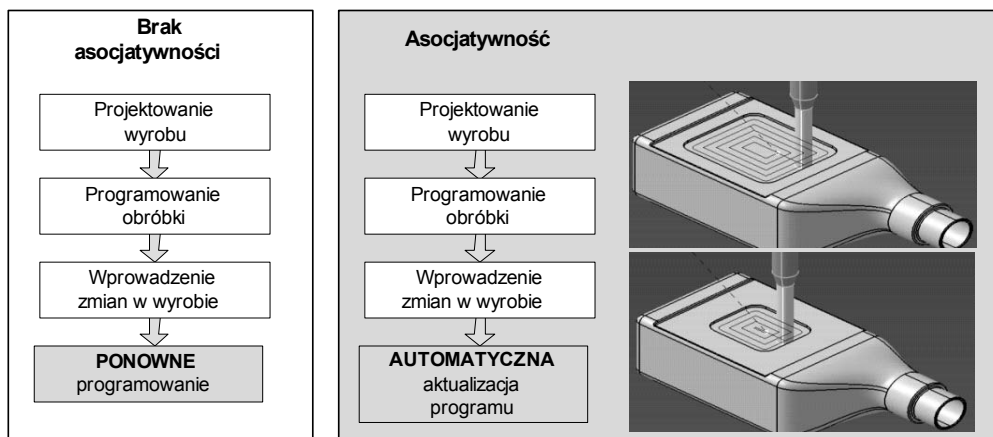 Brak
asocjatywności
Projektowanie
wyrobu
Programowanie
obróbki
Wprowadzenie
zmian w wyrobie
PONOWNE
programowanie
Asocjatywność
Projektowanie
wyrobu
Programowanie
obróbki
Wprowadzenie
zmian w wyrobie
AUTOMATYCZNA
aktualizacja
programu